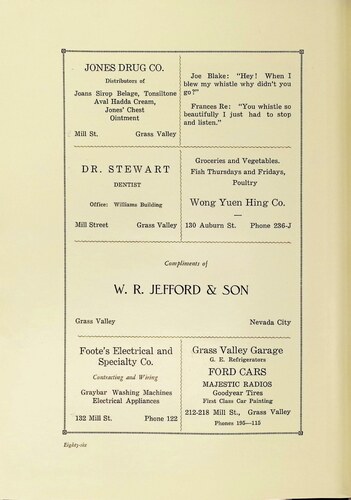 JONES DRUG CO.
Distributors of
Joans Sirop Belage, Tonsiltone
Aval Hadda Cream,
Jones' Chest
Ointment
Mill St. Grass Valley
Joe Blake: "Hey! When I
blew my whistle why didn't you
go?"
Frances Re: "You whistle so
beautifully I just had to stop
and listen."
DR. STEWART
DENTIST
Office: Williams Building
Mill Street Grass Valley
Groceries and Vegetables.
Fish Thursdays and Fridays,
Poultry
Wong Yuen Hing Co.
130 Auburn St. Phone 236-J
Compliments of
W. R. JEFFORD & SON
Grass Valley Nevada City
Foote's Electrical and
Specialty Co.
Contracting and Wiring
Graybar Washing Machines
Electrical Appliances
132 Mill St. Phone 122
Grass Valley Garage
G. E. Refrigerators
FORD CARS
MAJESTIC RADIOS
Goodyear Tires
First Class Car Painting
212-218 Mill St., Grass Valley
Phones 195—115
Eighty-six